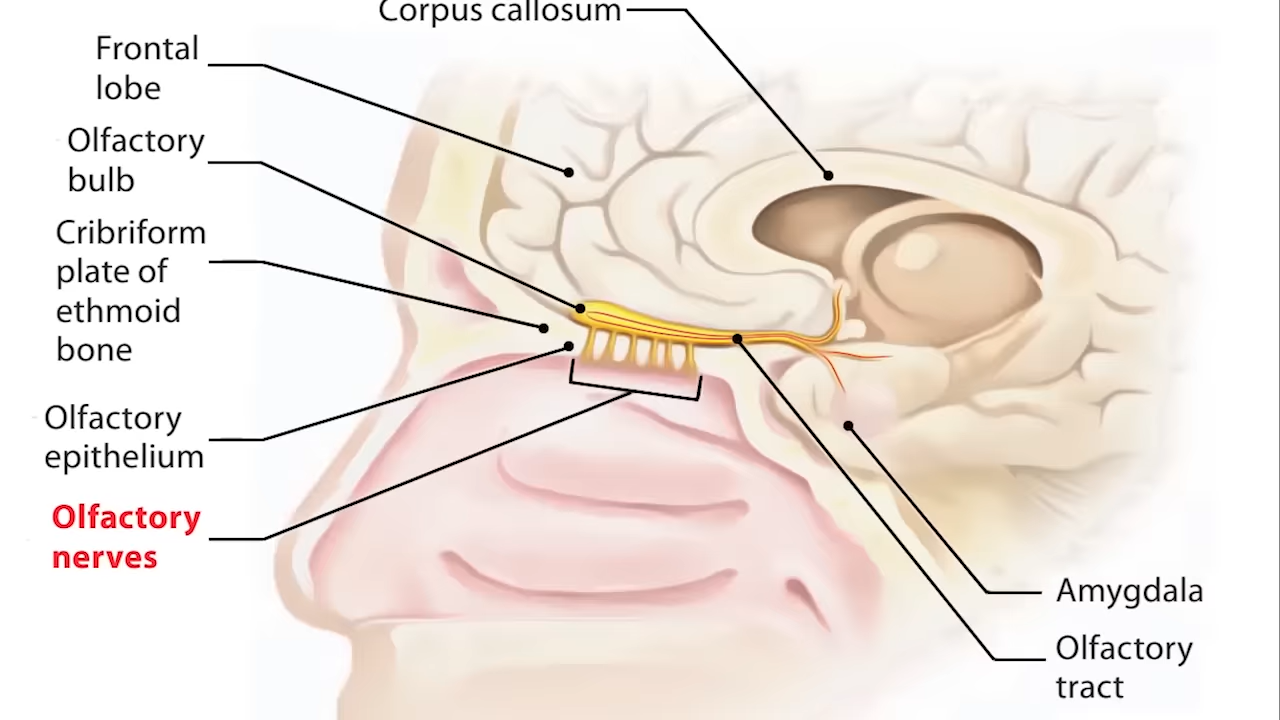 Corpus callosum
Frontal
lobe
Olfactory
bulb
Cribriform
plate of
ethmoid
bone
Olfactory
epithelium
Olfactory
nerves
Amygdala
Olfactory
tract